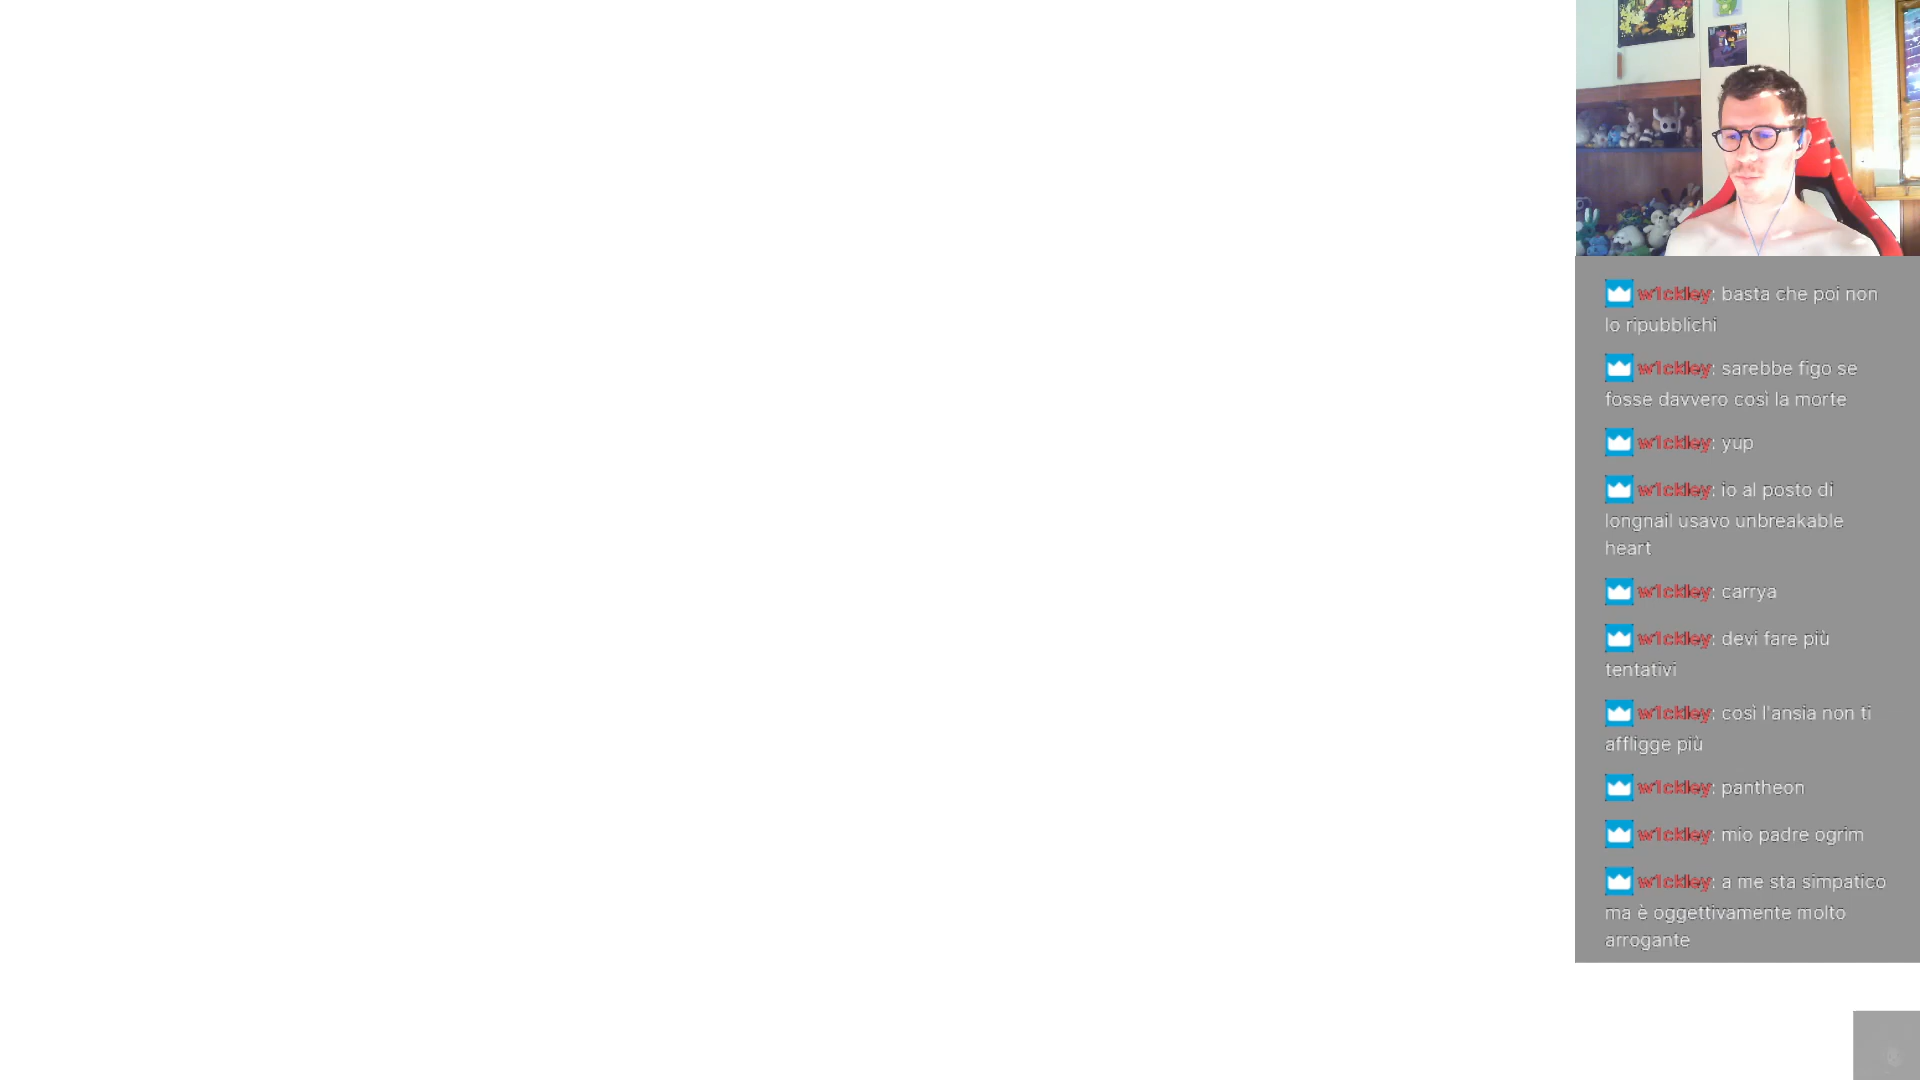 w1ckley: basta che poi non
lo ripubblichi
w1ckley: sarebbe figo se
fosse davvero così la morte
w1ckley: yup
w1ckley: io al posto di
longnail usavo unbreakable
heart
w1ckley: carrya
w1ckley: devi fare più
tentativi
w1ckley: così l'ansia non ti
affligge più
w1ckley: pantheon
w1ckley: mio padre ogrim
w1ckley: a me sta simpatico
ma è oggettivamente molto
arrogante